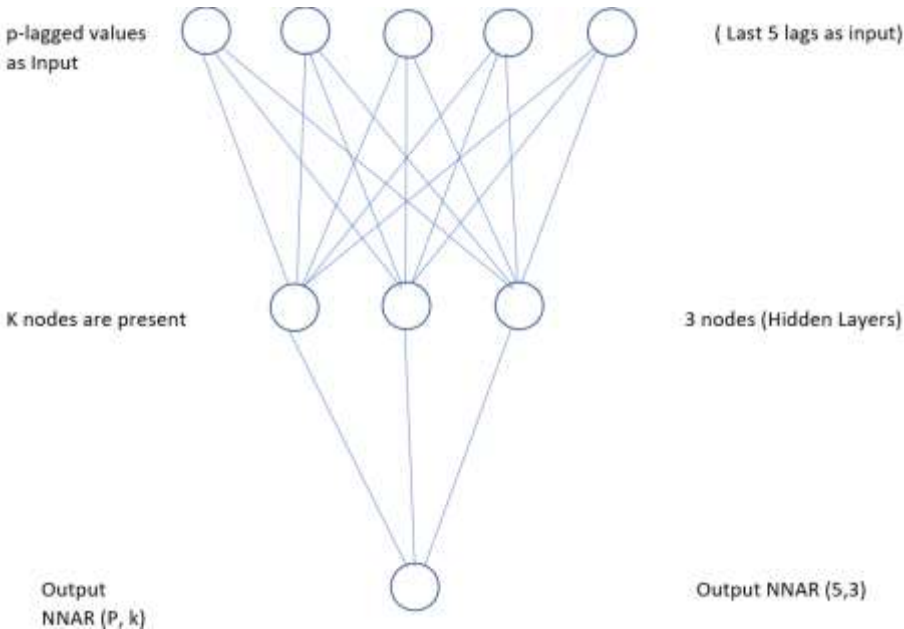 p-lagged values
as Input
( Last 5 lags as input)
K nodes are present
3 nodes (Hidden Layers)
Output
NNAR (P, k)
Output NNAR (5,3)